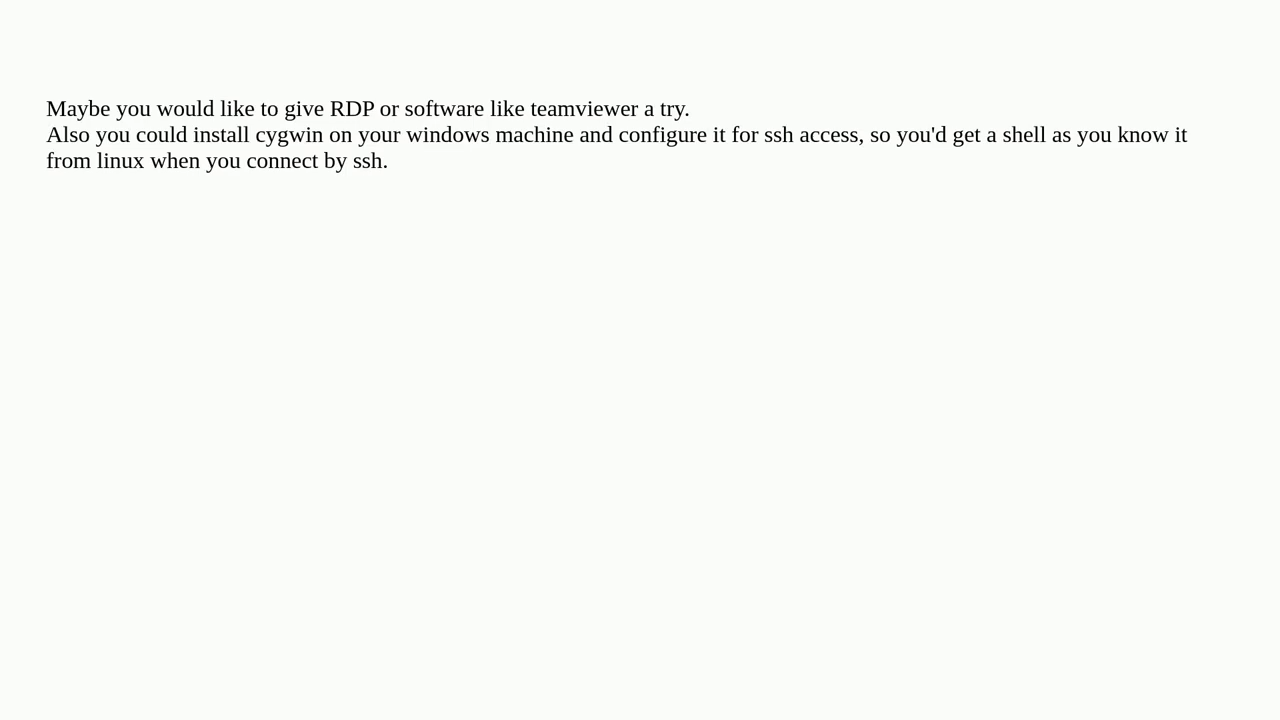 Maybe you would like to give RDP or software like teamviewer a try.
Also you could install cygwin on your windows machine and configure it for ssh access, so you'd get a shell as you know it
from linux when you connect by ssh.